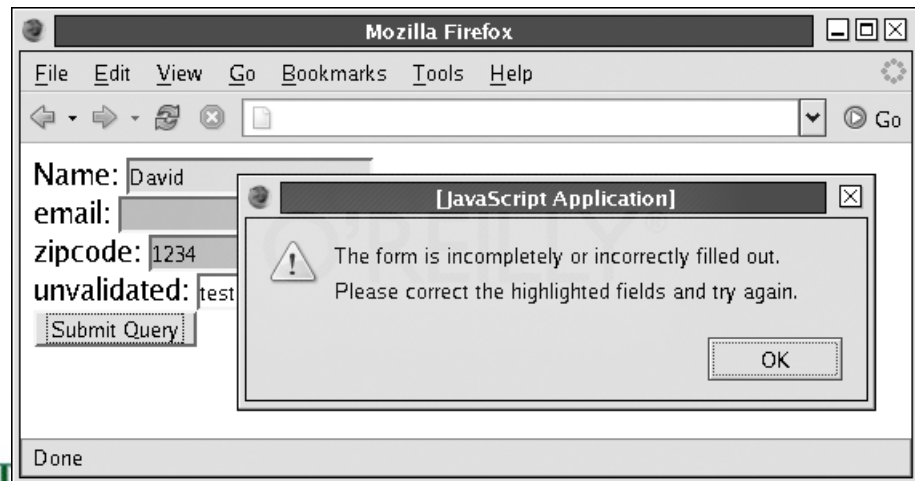 Mozilla Firefox
File Edit View Go Bookmarks Tools Help
Go
Name: David
email:
zipcode: 1234
unvalidated: test
Submit Query
[JavaScript Application]
O'REILLY®
The form is incompletely or incorrectly filled out.
Please correct the highlighted fields and try again.
OK
Done